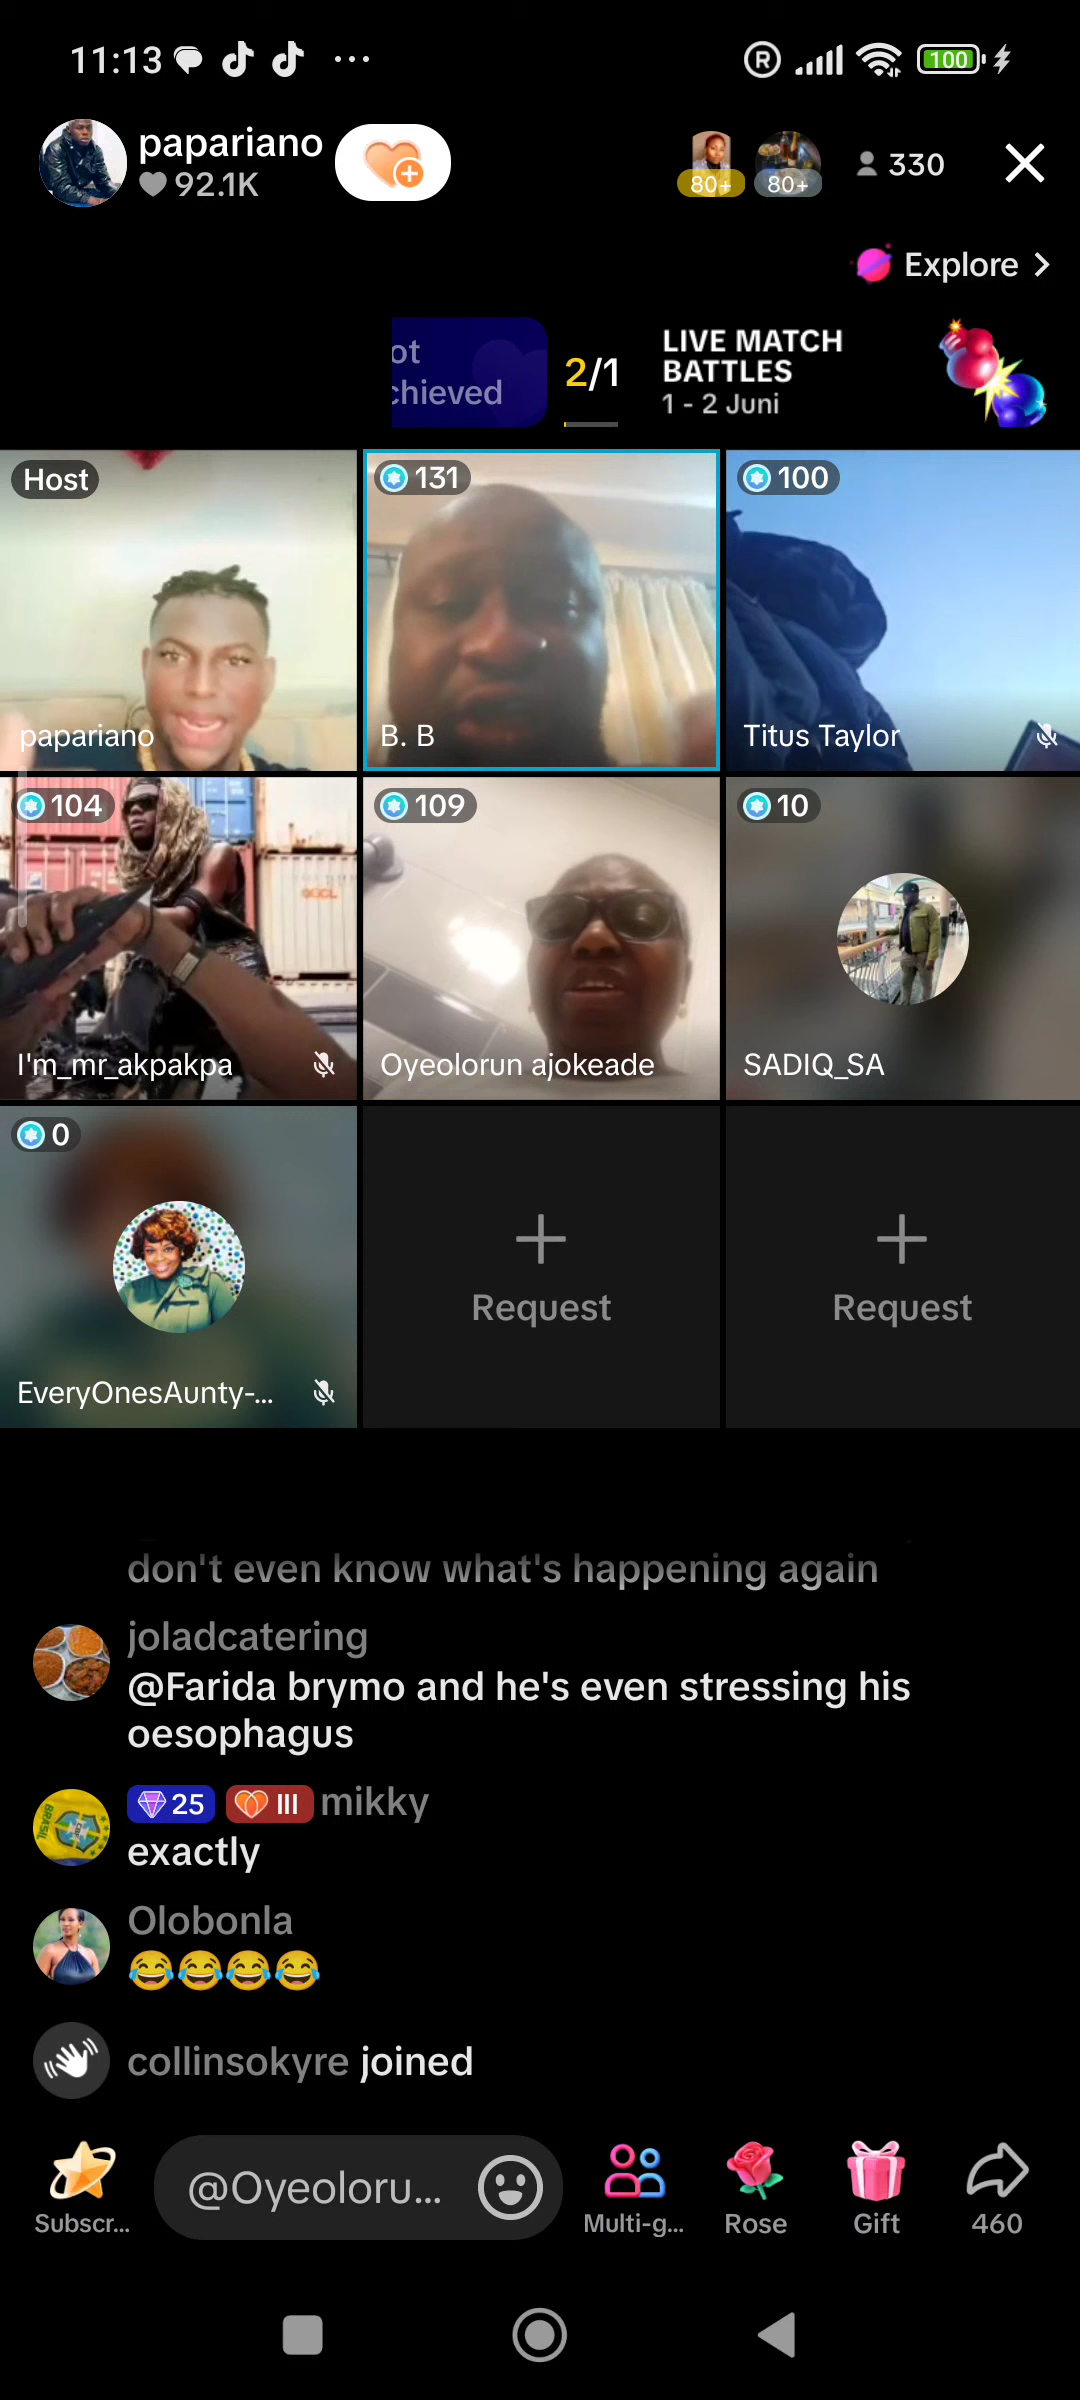 11:13
100
papariano
92.1K
80+
80+
330
Explore
ot
chieved
2/1
LIVE MATCH
BATTLES
1 - 2 Juni
Host
131
100
papariano
B. B
Titus Taylor
104
109
10
I'm_mr_akpakpa
Oyeolorun ajokeade
SADIQ_SA
0
EveryOnesAunty-...
Request
Request
don't even know what's happening again
joladcatering
@Farida brymo and he's even stressing his
oesophagus
25 III mikky
exactly
Olobonla
😂😂😂😂
collinsokyre joined
@Oyeoloru...
Subscr...
Multi-g...
Rose
Gift
460